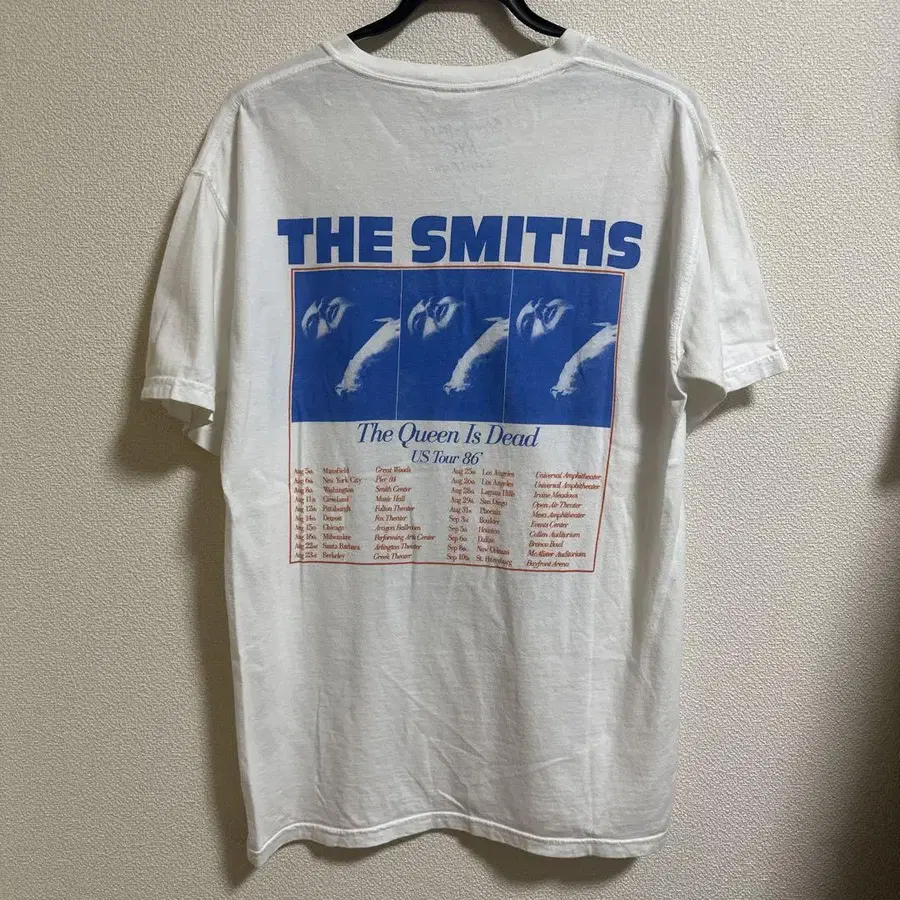 THE SMITHS
The Queen Is Dead
US Tour 86'
Aug 5th Mansfield Great Woods
Aug 6th New York City Pier 84
Aug 8th Washington Smith Center
Aug 11th Cleveland Music Hall
Aug 12th Pittsburgh Fulton Theater
Aug 14th Detroit Fox Theater
Aug 15th Chicago Aragon Ballroom
Aug 16th Milwaukee Performing Arts Center
Aug 22nd Santa Barbara Arlington Theater
Aug 23rd Berkeley Greek Theater
Aug 25th Los Angeles Universal Amphitheater
Aug 26th Los Angeles Universal Amphitheater
Aug 28th Laguna Hills Irvine Meadows
Aug 29th San Diego Open Air Theater
Aug 31st Phoenix Mesa Amphitheater
Sep 3rd Boulder Events Center
Sep 5th Houston Cullen Auditorium
Sep 6th Dallas Bronco Bowl
Sep 8th New Orleans McAlister Auditorium
Sep 10th St. Petersburg Bayfront Arena